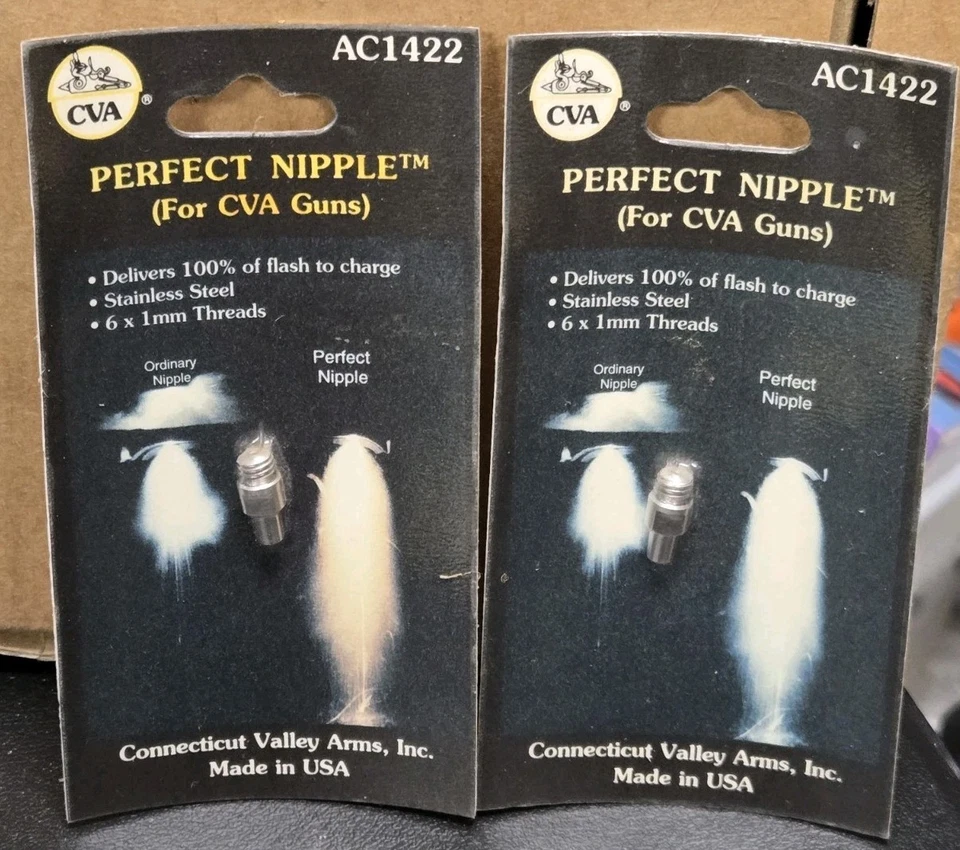 AC1422
CVA®
PERFECT NIPPLE™
(For CVA Guns)
• Delivers 100% of flash to charge
• Stainless Steel
• 6 x 1mm Threads
Ordinary
Nipple
Perfect
Nipple
Connecticut Valley Arms, Inc.
Made in USA
AC1422
CVA®
PERFECT NIPPLE™
(For CVA Guns)
• Delivers 100% of flash to charge
• Stainless Steel
• 6 x 1mm Threads
Ordinary
Nipple
Perfect
Nipple
Connecticut Valley Arms, Inc.
Made in USA